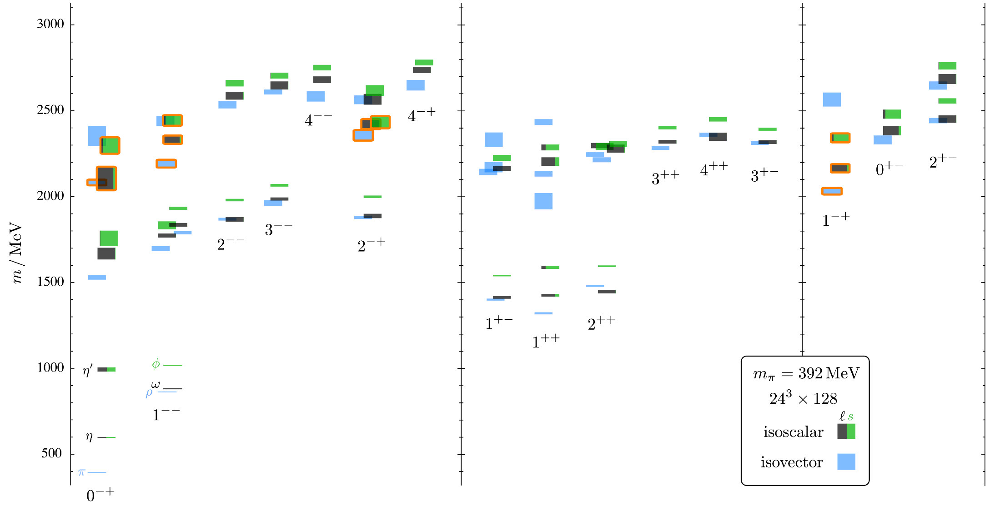 3000
2500
2000
1500
1000
500
m / MeV
4⁻⁻
4⁻⁺
2⁻⁻
3⁻⁻
2⁻⁺
η′
ϕ
ω
ρ
1⁻⁻
η
π
0⁻⁺
3⁺⁺
4⁺⁺
3⁺⁻
1⁺⁻
1⁺⁺
2⁺⁺
1⁻⁺
0⁺⁻
2⁺⁻
m_π = 392 MeV
24³ × 128
ℓ s
isoscalar
isovector